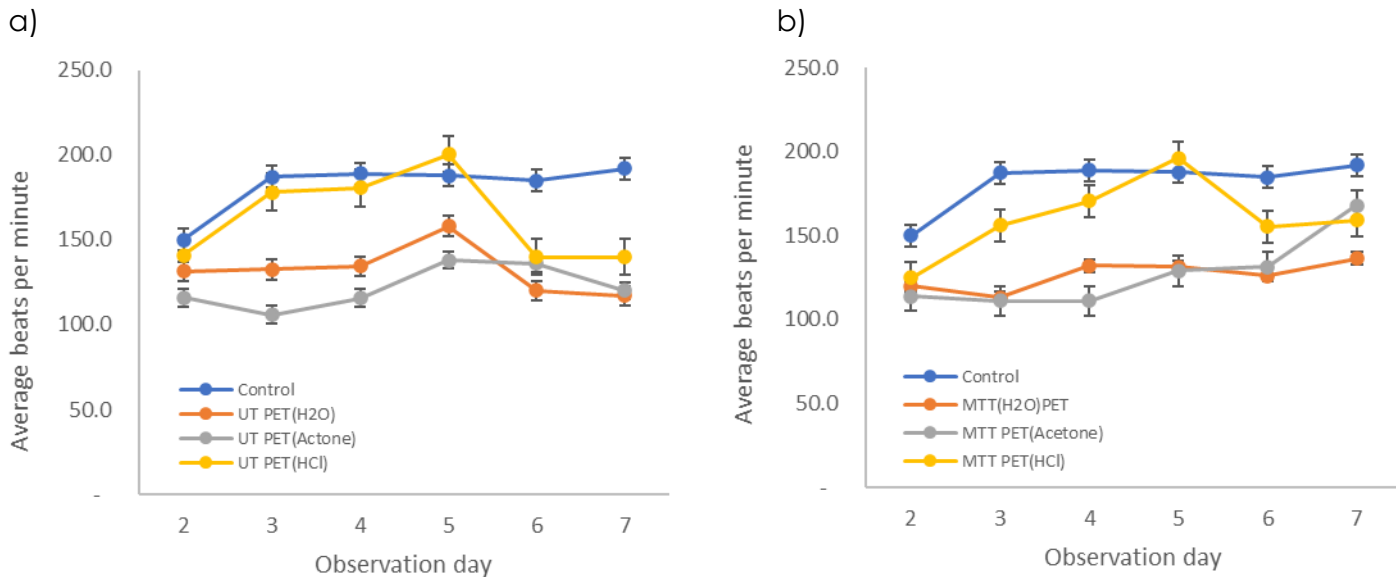 a)
250.0
200.0
150.0
100.0
50.0
-
Average beats per minute
Control
UT PET(H2O)
UT PET(Actone)
UT PET(HCl)
2 3 4 5 6 7
Observation day
b)
250.0
200.0
150.0
100.0
50.0
-
Average beats per minute
Control
MTT(H2O)PET
MTT PET(Acetone)
MTT PET(HCl)
2 3 4 5 6 7
Observation day